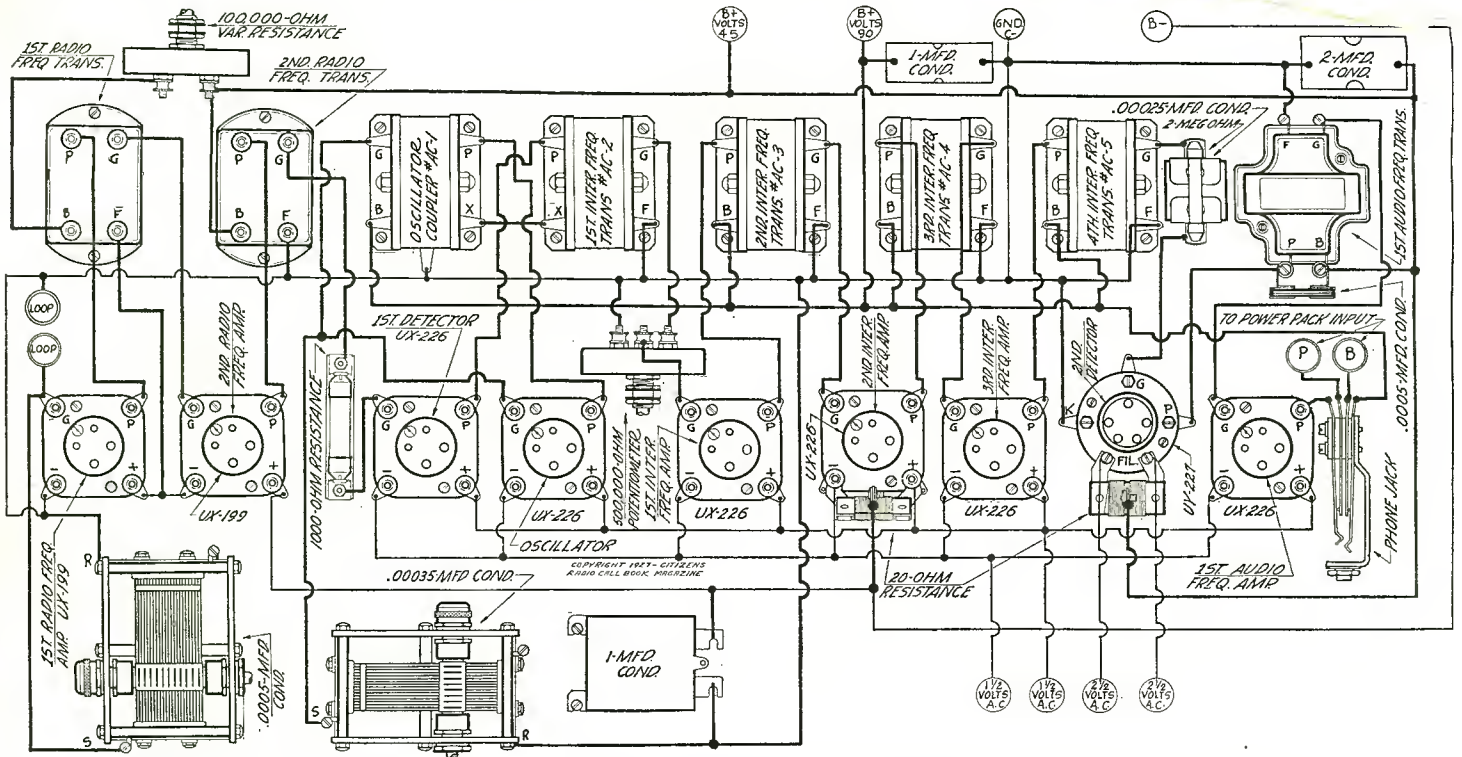 100,000-OHM
VAR. RESISTANCE
1ST. RADIO
FREQ. TRANS.
2ND. RADIO
FREQ. TRANS.
B+
VOLTS
45
B+
VOLTS
90
GND
C-
B-
1-MFD.
COND.
2-MFD.
COND.
.00025-MFD. COND.
2-MEG OHM
P G
B F
P G
B F
G P
B X
OSCILLATOR
COUPLER #AC-1
P G
X F
1ST. INTER. FREQ.
TRANS. #AC-2
P G
B F
2ND. INTER. FREQ.
TRANS. #AC-3
P G
B F
3RD. INTER. FREQ.
TRANS. #AC-4
P G
B F
4TH. INTER. FREQ.
TRANS. #AC-5
F G
P B
1ST. AUDIO FREQ. TRANS.
.0005-MFD. COND.
LOOP
LOOP
2ND. RADIO
FREQ. AMP.
1ST. DETECTOR
UX-226
1000-OHM RESISTANCE
500,000-OHM
POTENTIOMETER
1ST. INTER.
FREQ. AMP.
2ND. INTER.
FREQ. AMP.
3RD. INTER.
FREQ. AMP.
2ND.
DETECTOR
TO POWER PACK INPUT
P
B
G P
- +
G P
- +
G P
- +
G P
- +
G P
- +
G P
- +
G P
- +
G
K P
FIL.
G P
- +
UX-199
UX-226
UX-226
UX-226
UX-226
UY-227
UX-226
OSCILLATOR
COPYRIGHT 1927-CITIZENS
RADIO CALL BOOK MAGAZINE
20-OHM
RESISTANCE
1ST. AUDIO
FREQ. AMP.
PHONE JACK
1ST. RADIO FREQ.
AMP. UX-199
R
S
.0005-MFD.
COND.
.00035 MFD COND.
S
R
1-MFD.
COND.
1 1/2
VOLTS
A.C.
1 1/2
VOLTS
A.C.
2 1/2
VOLTS
A.C.
2 1/2
VOLTS
A.C.